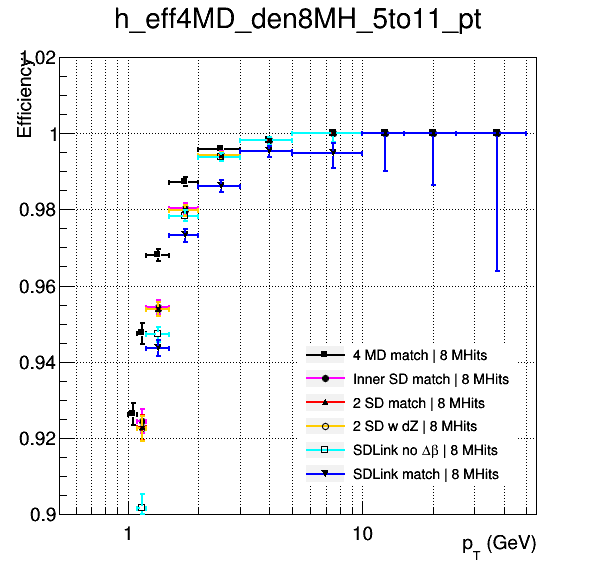 h_eff4MD_den8MH_5to11_pt
Efficiency
1.02
1
0.98
0.96
0.94
0.92
0.9
4 MD match | 8 MHits
Inner SD match | 8 MHits
2 SD match | 8 MHits
2 SD w dZ | 8 MHits
SDLink no Δβ | 8 MHits
SDLink match | 8 MHits
1
10
p_T (GeV)